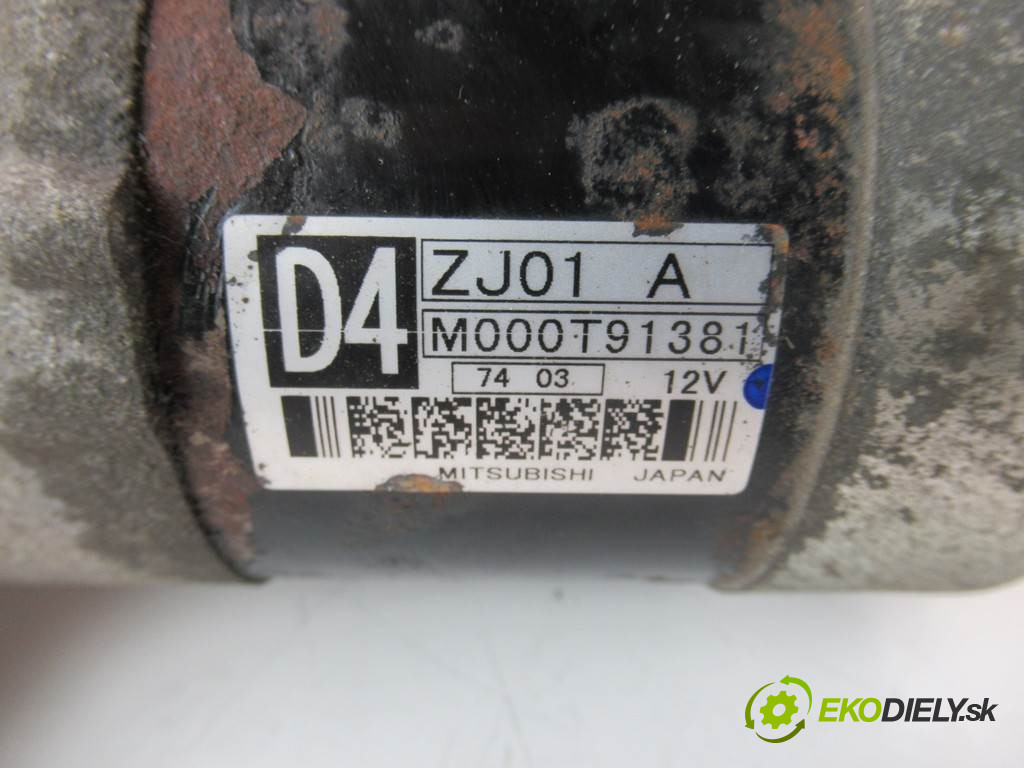 D4
ZJ01 A
M000T91381
74 03 12V
MITSUBISHI JAPAN
EKODIELY.sk